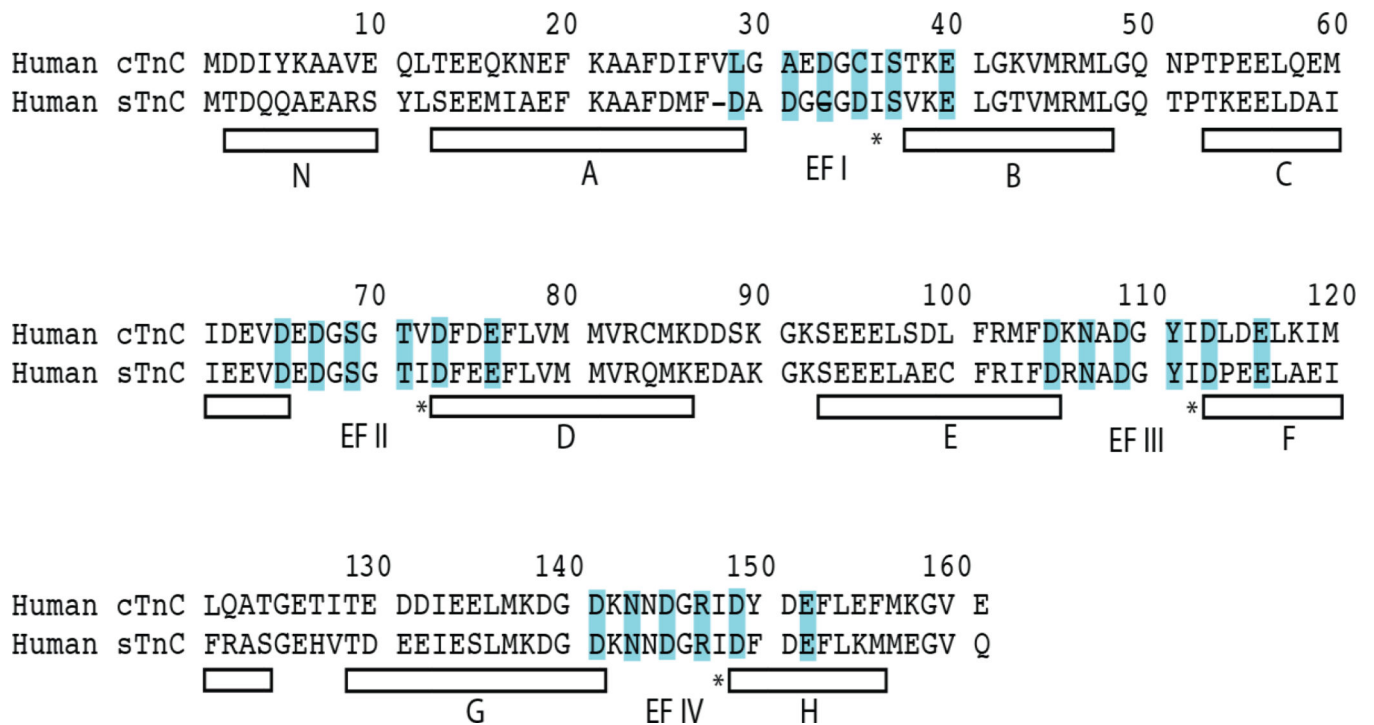 10 20 30 40 50 60
Human cTnC MDDIYKAAVE QLTEEQKNEF KAAFDIFVLG AEDGCISTKE LGKVMRMLGQ NPTPEELQEM
Human sTnC MTDQQAEARS YLSEEMIAEF KAAFDMF-DA DGGGDISVKE LGTVMRMLGQ TPTKEELDAI
*
N A EF I B C
70 80 90 100 110 120
Human cTnC IDEVDEDGSG TVDFDEFLVM MVRCMKDDSK GKSEEELSDL FRMFDKNADG YIDLDELKIM
Human sTnC IEEVDEDGSG TIDFEEFLVM MVRQMKEDAK GKSEEELAEC FRIFDRNADG YIDPEELAEI
* *
EF II D E EF III F
130 140 150 160
Human cTnC LQATGETITE DDIEELMKDG DKNNDGRIDY DEFLEFMKGV E
Human sTnC FRASGEHVTD EEIESLMKDG DKNNDGRIDF DEFLKMMEGV Q
*
G EF IV H